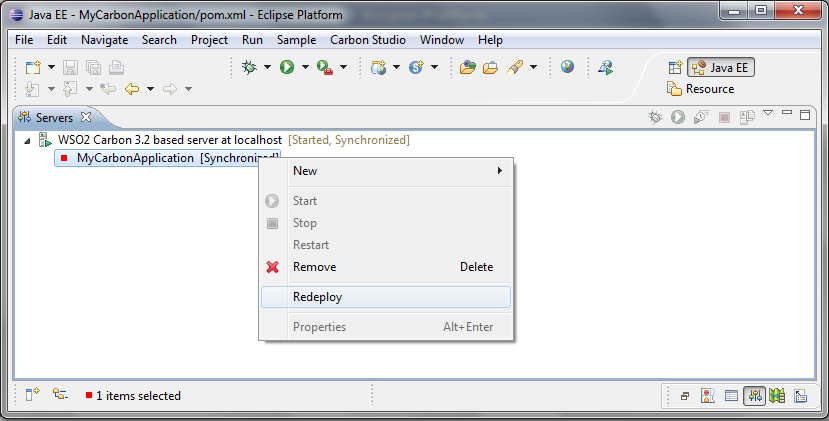 Java EE - MyCarbonApplication/pom.xml - Eclipse Platform
File Edit Navigate Search Project Run Sample Carbon Studio Window Help
Java EE
Resource
Servers
WSO2 Carbon 3.2 based server at localhost [Started, Synchronized]
MyCarbonApplication [Synchronized]
New
Start
Stop
Restart
Remove Delete
Redeploy
Properties Alt+Enter
1 items selected